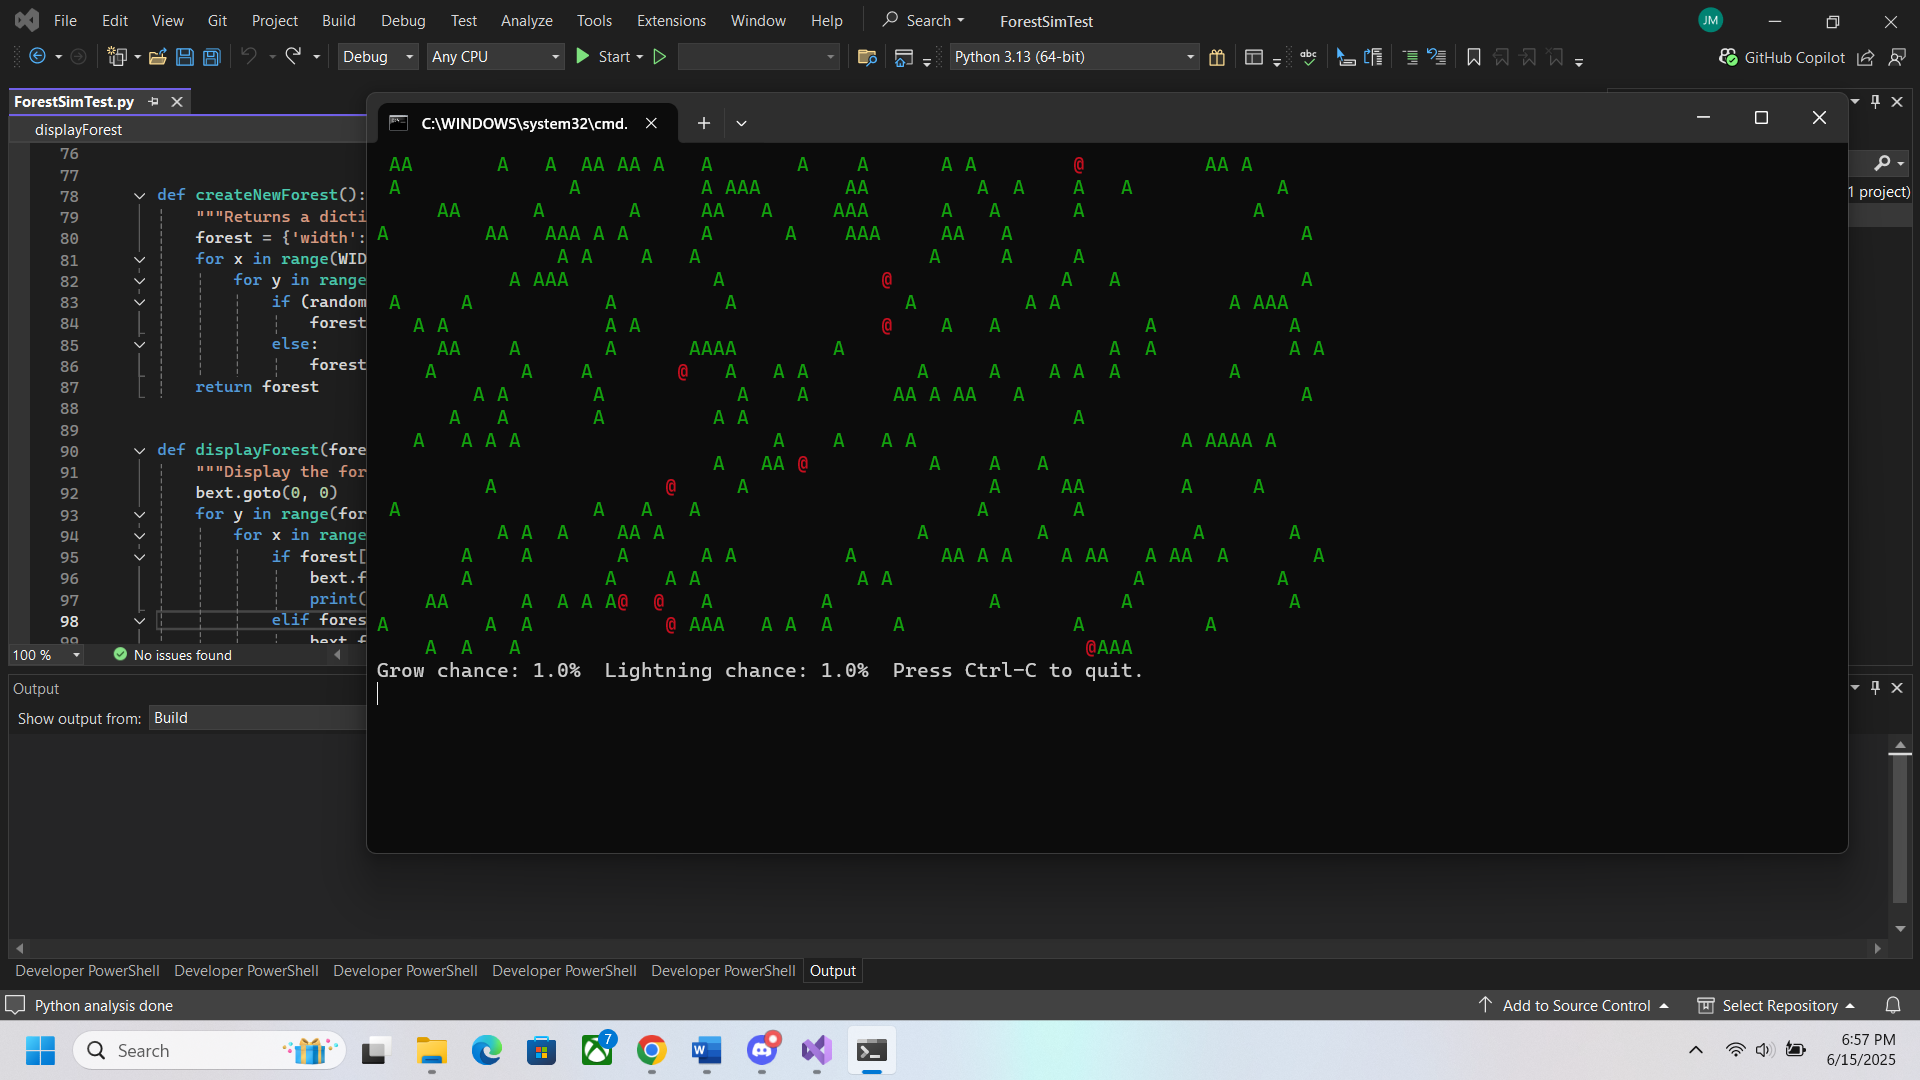 File Edit View Git Project Build Debug Test Analyze Tools Extensions Window Help Search ForestSimTest JM
Debug Any CPU Start Python 3.13 (64-bit) abc GitHub Copilot
ForestSimTest.py
displayForest
76
77
78 def createNewForest():
79 """Returns a dicti
80 forest = {'width':
81 for x in range(WID
82 for y in range
83 if (random
84 forest
85 else:
86 forest
87 return forest
88
89
90 def displayForest(fore
91 """Display the for
92 bext.goto(0, 0)
93 for y in range(for
94 for x in range
95 if forest[
96 bext.f
97 print(
98 elif fores
99 bext.f
100 % No issues found
1 project)
C:\WINDOWS\system32\cmd.
 AA       A   A  AA AA A   A       A    A      A A        @          AA A
 A              A          A AAA       AA         A A    A   A            A
     AA      A       A     AA   A     AAA      A   A      A              A
A        AA   AAA A A      A      A    AAA     AA   A                        A
               A A    A   A                   A     A     A
           A AAA            A             @              A   A               A
 A     A           A         A              A         A A              A AAA
   A A             A A                    @    A   A            A           A
     AA    A       A      AAAA        A                      A  A           A A
    A       A    A       @   A   A A         A     A    A A  A         A
        A A       A           A    A       AA A AA   A                       A
      A   A       A         A A                           A
   A   A A A                     A    A   A A                      A AAAA A
                            A   AA @          A    A   A
         A              @     A                    A     AA        A     A
 A                A   A   A                       A       A
          A A  A    AA A                     A         A            A       A
       A    A       A      A A         A       AA A A    A AA   A AA  A       A
       A           A    A A             A A                    A           A
    AA      A  A A A@  @   A         A             A          A             A
A        A A           @ AAA   A A  A     A              A          A
    A  A   A                                               @AAA
Grow chance: 1.0%  Lightning chance: 1.0%  Press Ctrl-C to quit.
Output
Show output from: Build
Developer PowerShell Developer PowerShell Developer PowerShell Developer PowerShell Developer PowerShell Output
Python analysis done Add to Source Control Select Repository
Search 7 6:57 PM
6/15/2025